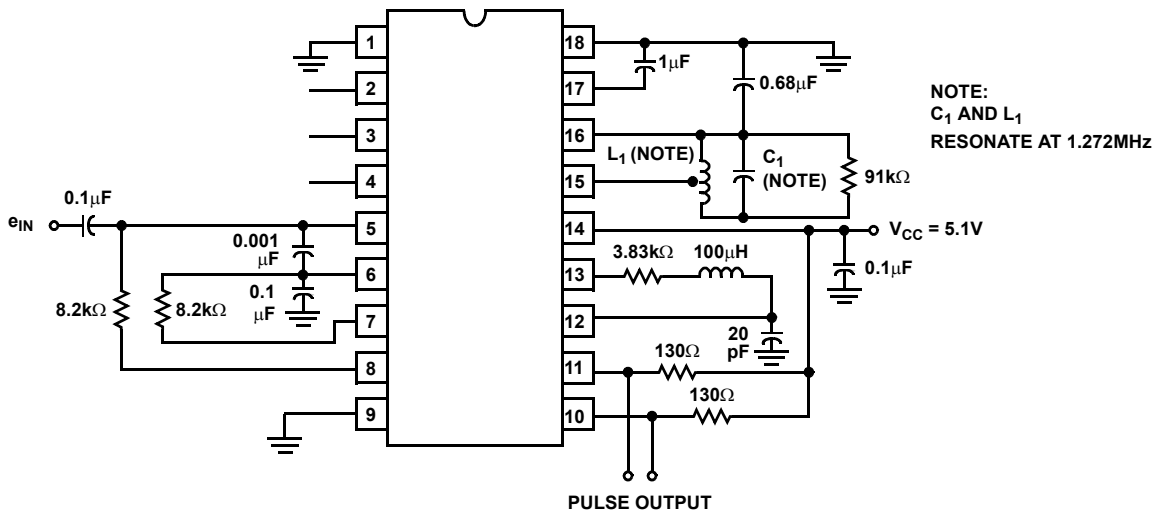 1
2
3
4
5
6
7
8
9
18
17
16
15
14
13
12
11
10
1μF
0.68μF
NOTE:
C1 AND L1
RESONATE AT 1.272MHz
L1 (NOTE)
C1
(NOTE)
91kΩ
0.1μF
eIN
0.001
μF
0.1
μF
8.2kΩ
8.2kΩ
VCC = 5.1V
3.83kΩ
100μH
0.1μF
20
pF
130Ω
130Ω
PULSE OUTPUT